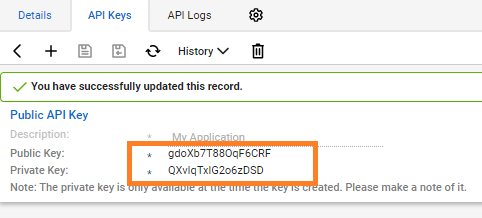 Details API Keys API Logs
History
You have successfully updated this record.
Public API Key
Description: * My Application
Public Key: * gdoXb7T88OqF6CRF
Private Key: * QXvIqTxIG2o6zDSD
Note: The private key is only available at the time the key is created. Please make a note of it.